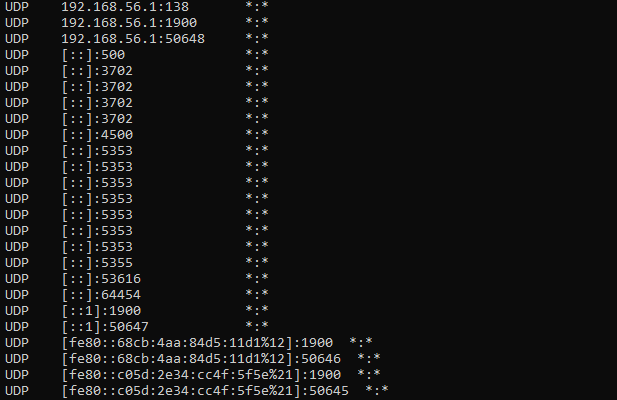 UDP    192.168.56.1:138       *:*
UDP    192.168.56.1:1900      *:*
UDP    192.168.56.1:50648     *:*
UDP    [::]:500               *:*
UDP    [::]:3702              *:*
UDP    [::]:3702              *:*
UDP    [::]:3702              *:*
UDP    [::]:3702              *:*
UDP    [::]:4500              *:*
UDP    [::]:5353              *:*
UDP    [::]:5353              *:*
UDP    [::]:5353              *:*
UDP    [::]:5353              *:*
UDP    [::]:5353              *:*
UDP    [::]:5353              *:*
UDP    [::]:5353              *:*
UDP    [::]:5355              *:*
UDP    [::]:53616             *:*
UDP    [::]:64454             *:*
UDP    [::1]:1900             *:*
UDP    [::1]:50647            *:*
UDP    [fe80::68cb:4aa:84d5:11d1%12]:1900  *:*
UDP    [fe80::68cb:4aa:84d5:11d1%12]:50646  *:*
UDP    [fe80::c05d:2e34:cc4f:5f5e%21]:1900  *:*
UDP    [fe80::c05d:2e34:cc4f:5f5e%21]:50645  *:*